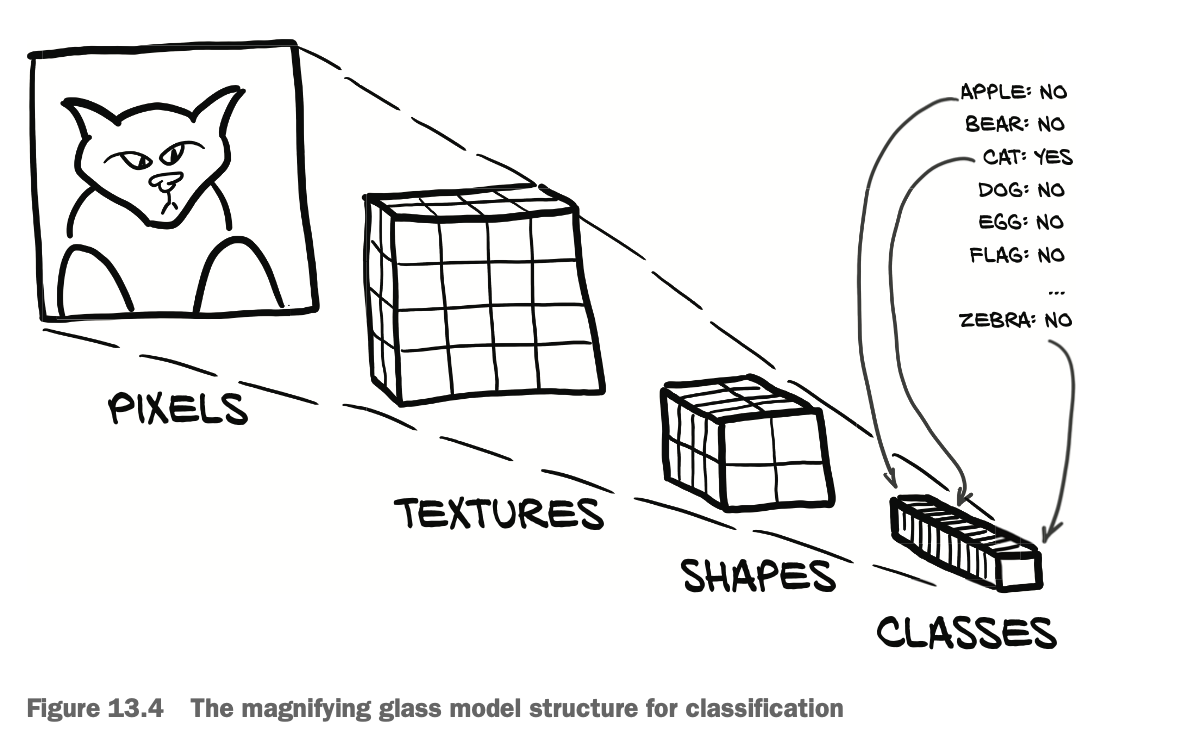 APPLE: NO
BEAR: NO
CAT: YES
DOG: NO
EGG: NO
FLAG: NO
...
ZEBRA: NO
PIXELS
TEXTURES
SHAPES
CLASSES
Figure 13.4 The magnifying glass model structure for classification